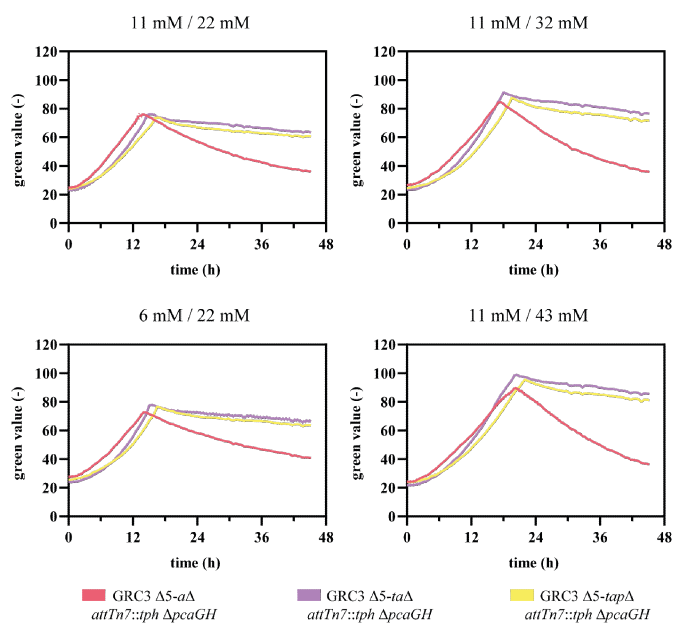 11 mM / 22 mM
11 mM / 32 mM
120
100
80
60
40
20
0
green value (-)
0 12 24 36 48
time (h)
120
100
80
60
40
20
0
green value (-)
0 12 24 36 48
time (h)
6 mM / 22 mM
11 mM / 43 mM
120
100
80
60
40
20
0
green value (-)
0 12 24 36 48
time (h)
120
100
80
60
40
20
0
green value (-)
0 12 24 36 48
time (h)
GRC3 Δ5-aΔ
attTn7::tph ΔpcaGH
GRC3 Δ5-taΔ
attTn7::tph ΔpcaGH
GRC3 Δ5-tapΔ
attTn7::tph ΔpcaGH